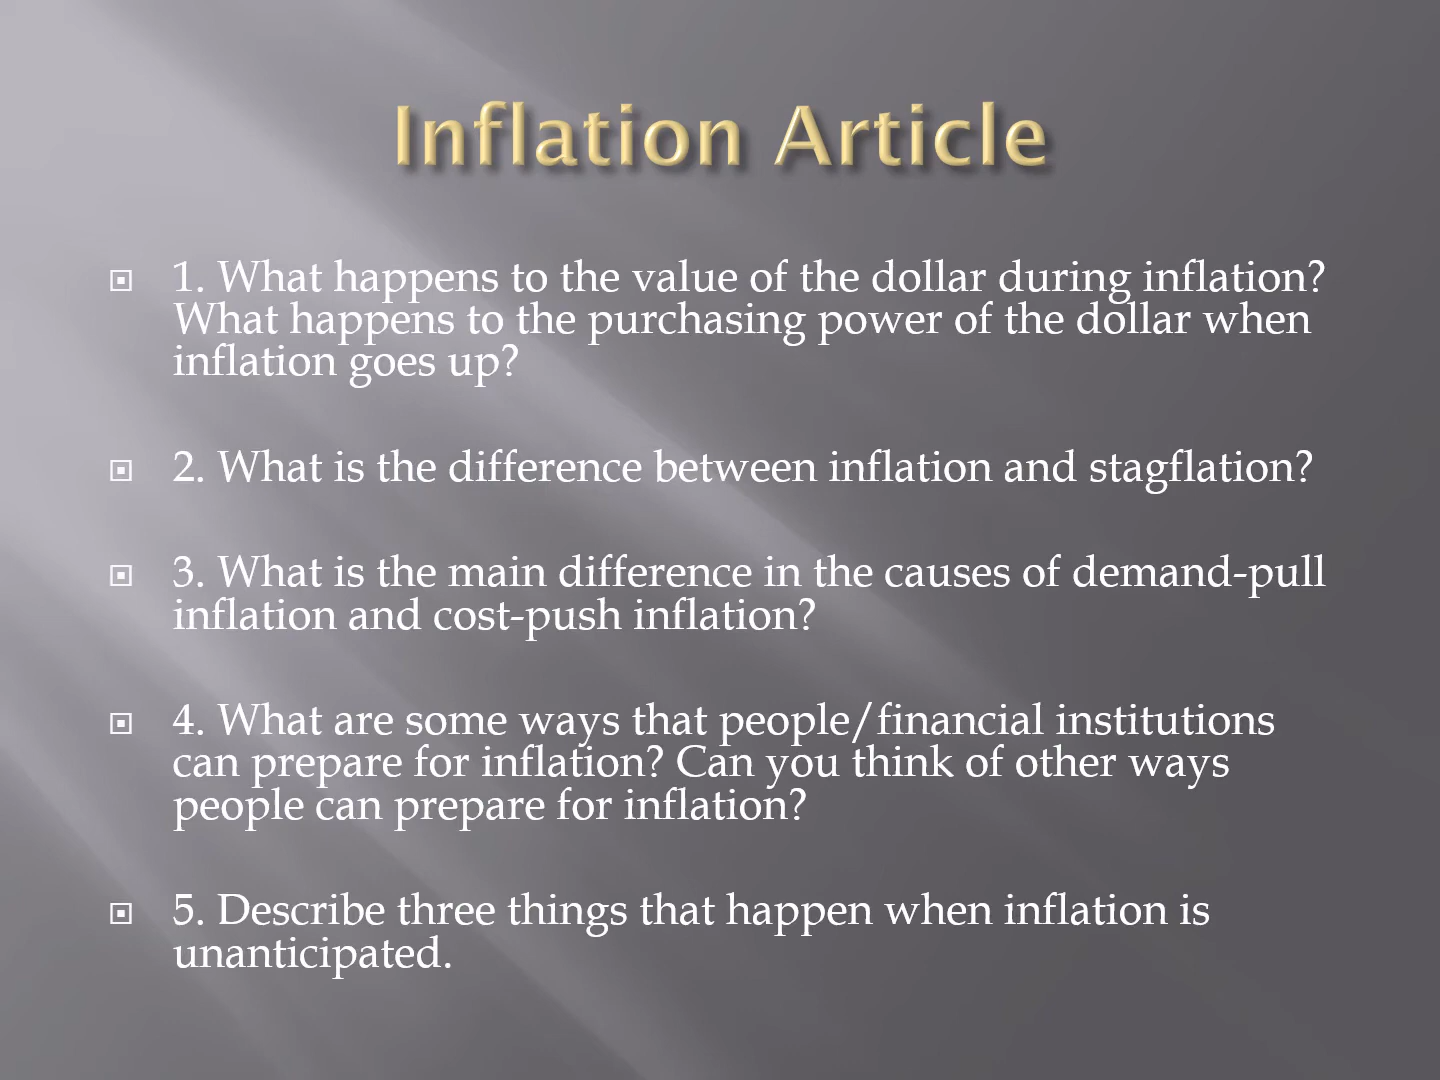 Inflation Article
1. What happens to the value of the dollar during inflation?
What happens to the purchasing power of the dollar when
inflation goes up?
2. What is the difference between inflation and stagflation?
3. What is the main difference in the causes of demand-pull
inflation and cost-push inflation?
4. What are some ways that people/financial institutions
can prepare for inflation? Can you think of other ways
people can prepare for inflation?
5. Describe three things that happen when inflation is
unanticipated.